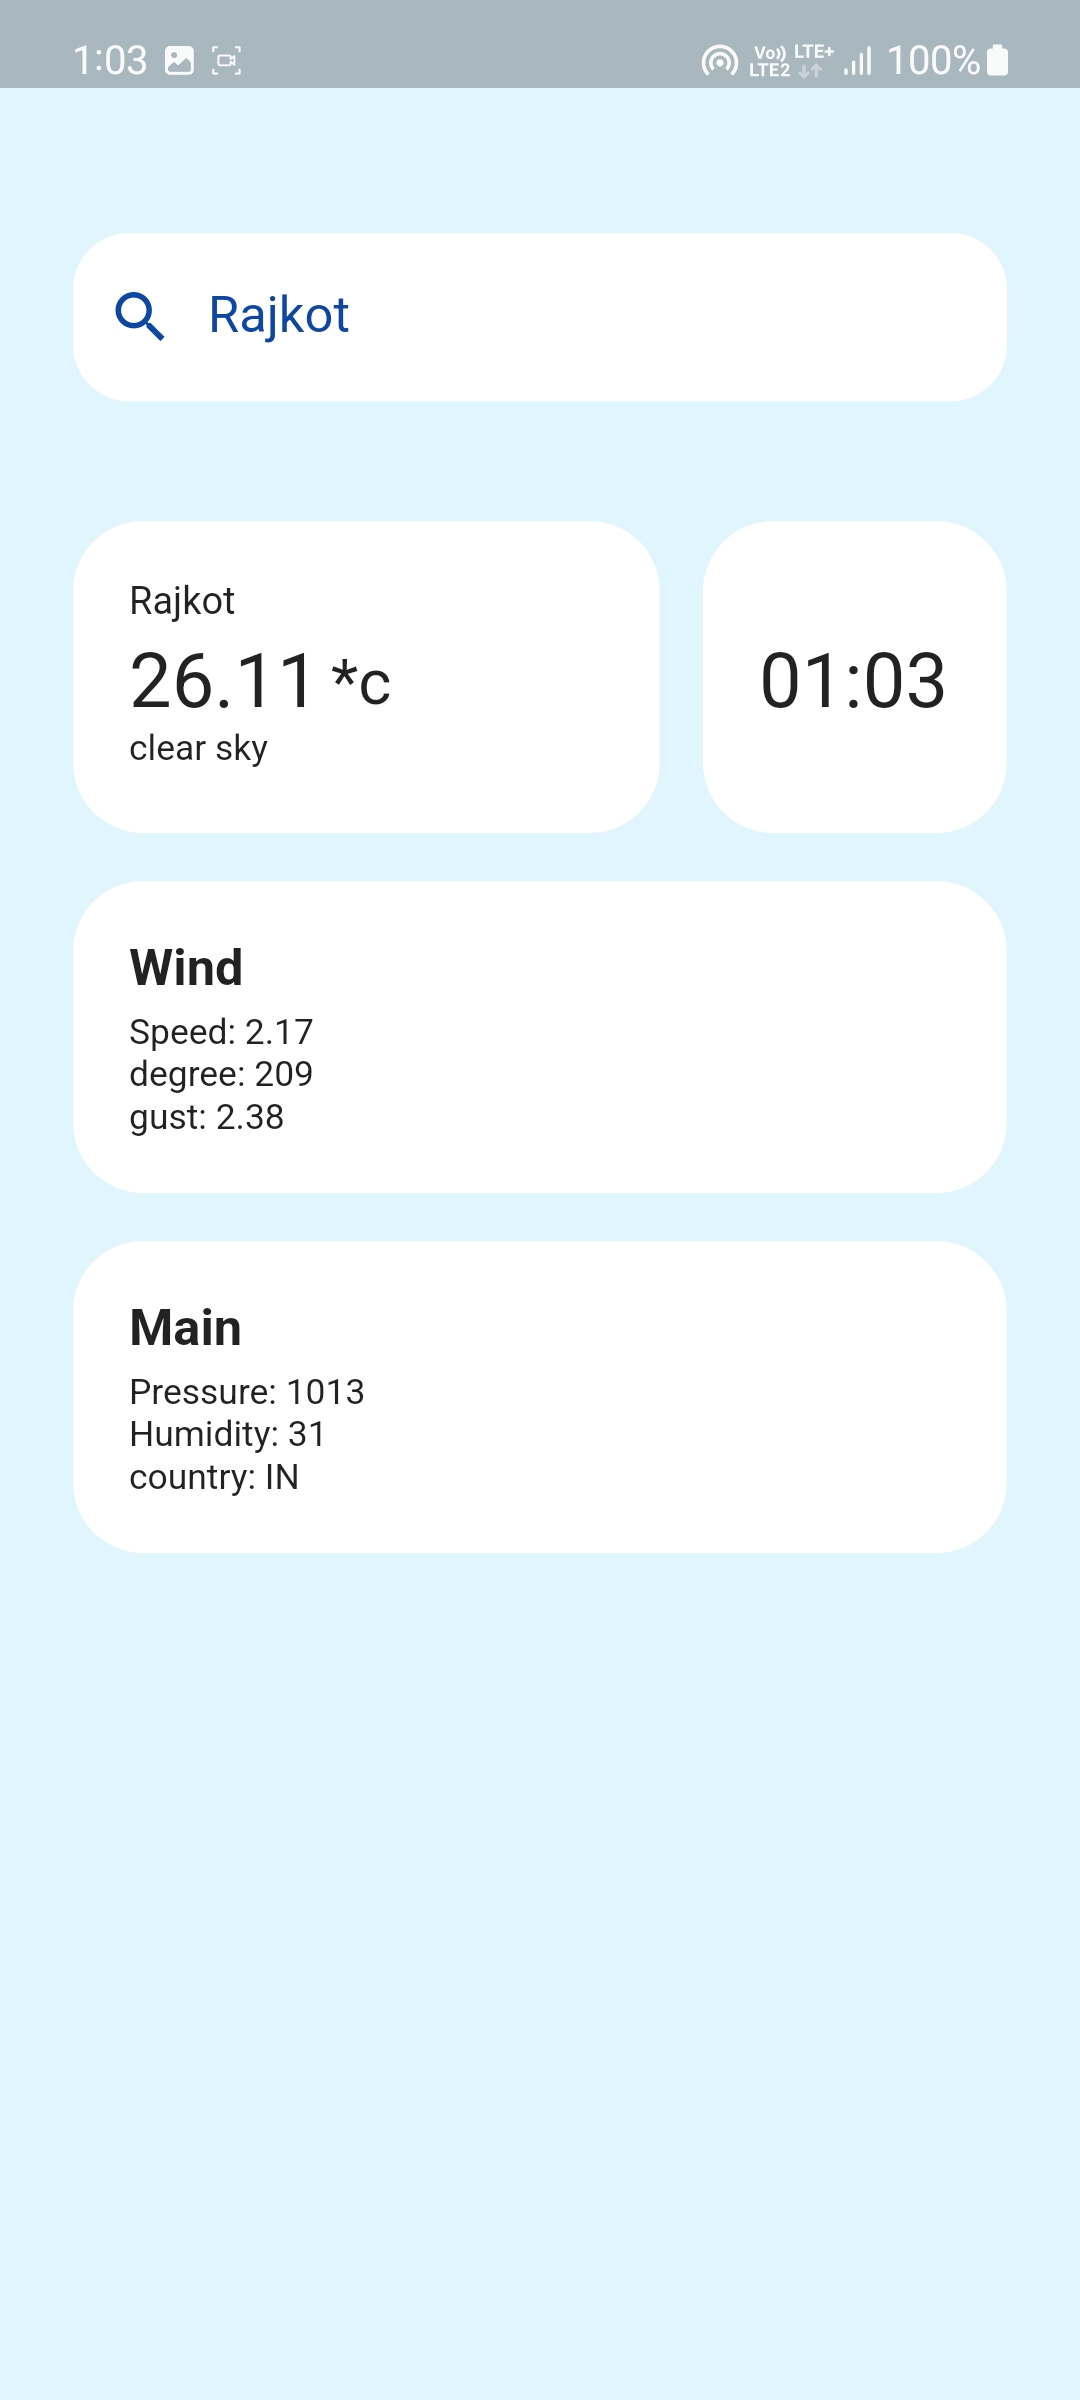 1:03 Vo)) LTE2 LTE+ 100%
Rajkot
Rajkot
26.11 *c
clear sky
01:03
Wind
Speed: 2.17
degree: 209
gust: 2.38
Main
Pressure: 1013
Humidity: 31
country: IN